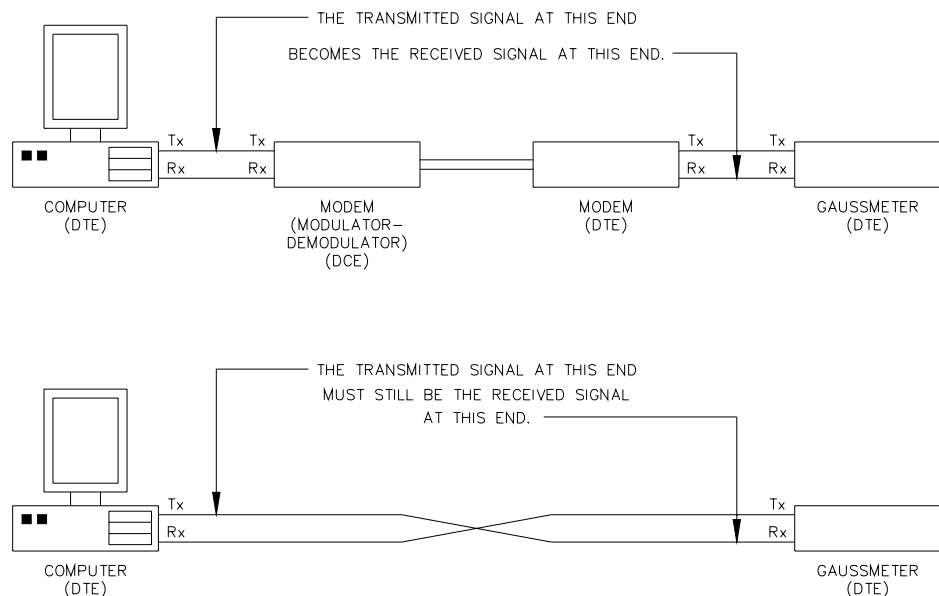 THE TRANSMITTED SIGNAL AT THIS END
BECOMES THE RECEIVED SIGNAL AT THIS END.
Tx Tx Tx Tx
Rx Rx Rx Rx
COMPUTER
(DTE)
MODEM
(MODULATOR-
DEMODULATOR)
(DCE)
MODEM
(DTE)
GAUSSMETER
(DTE)
THE TRANSMITTED SIGNAL AT THIS END
MUST STILL BE THE RECEIVED SIGNAL
AT THIS END.
Tx Tx
Rx Rx
COMPUTER
(DTE)
GAUSSMETER
(DTE)